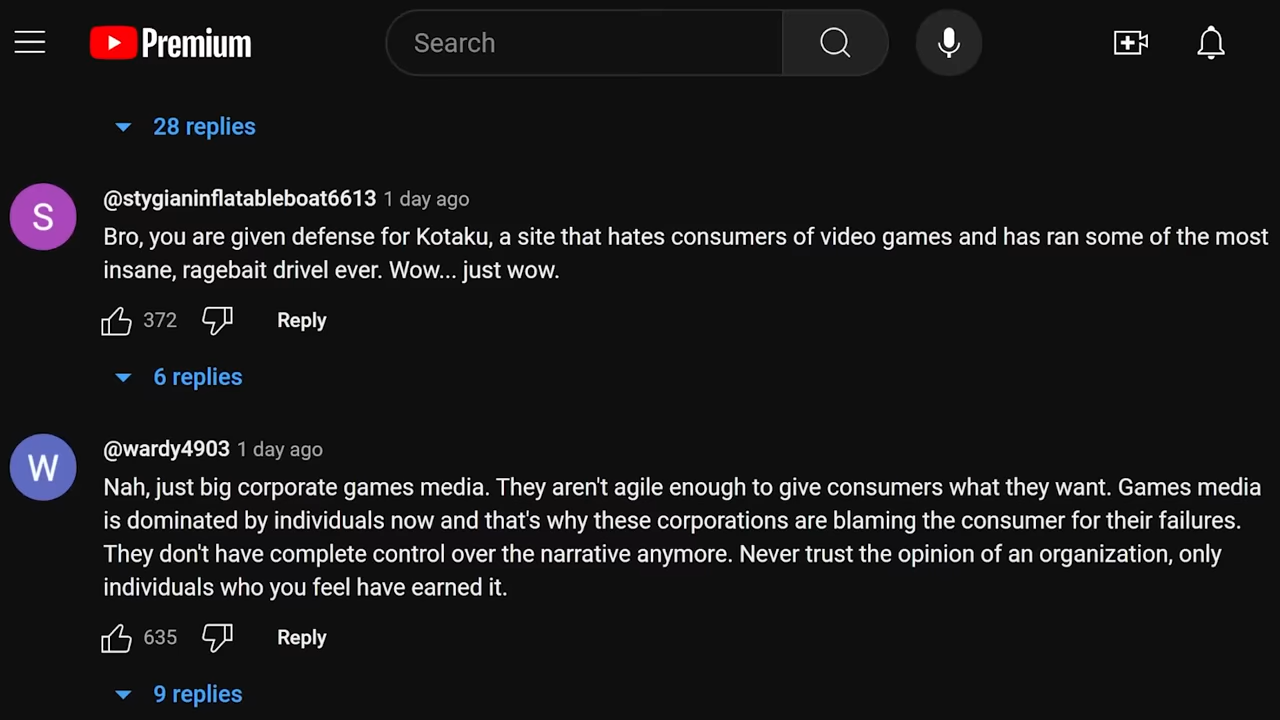 Premium
Search
28 replies
S
@stygianinflatableboat6613 1 day ago
Bro, you are given defense for Kotaku, a site that hates consumers of video games and has ran some of the most
insane, ragebait drivel ever. Wow... just wow.
372 Reply
6 replies
W
@wardy4903 1 day ago
Nah, just big corporate games media. They aren't agile enough to give consumers what they want. Games media
is dominated by individuals now and that's why these corporations are blaming the consumer for their failures.
They don't have complete control over the narrative anymore. Never trust the opinion of an organization, only
individuals who you feel have earned it.
635 Reply
9 replies